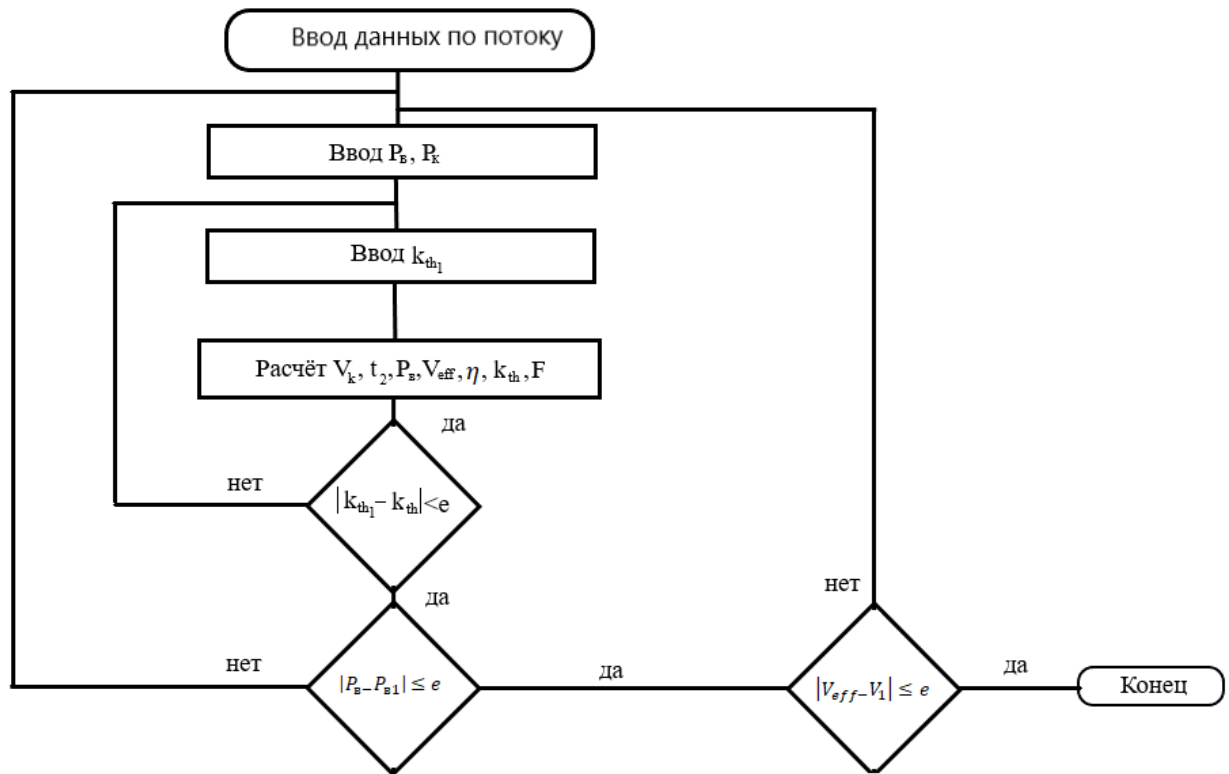 Ввод данных по потоку
Ввод Pв, Pк
Ввод kth1
Расчёт Vk, t2, Pв, Veff, η, kth, F
да
нет
|kth1 – kth|<e
да
нет
|Pв–Pв1| ≤ e
да
нет
|Veff–V1| ≤ e
да
Конец